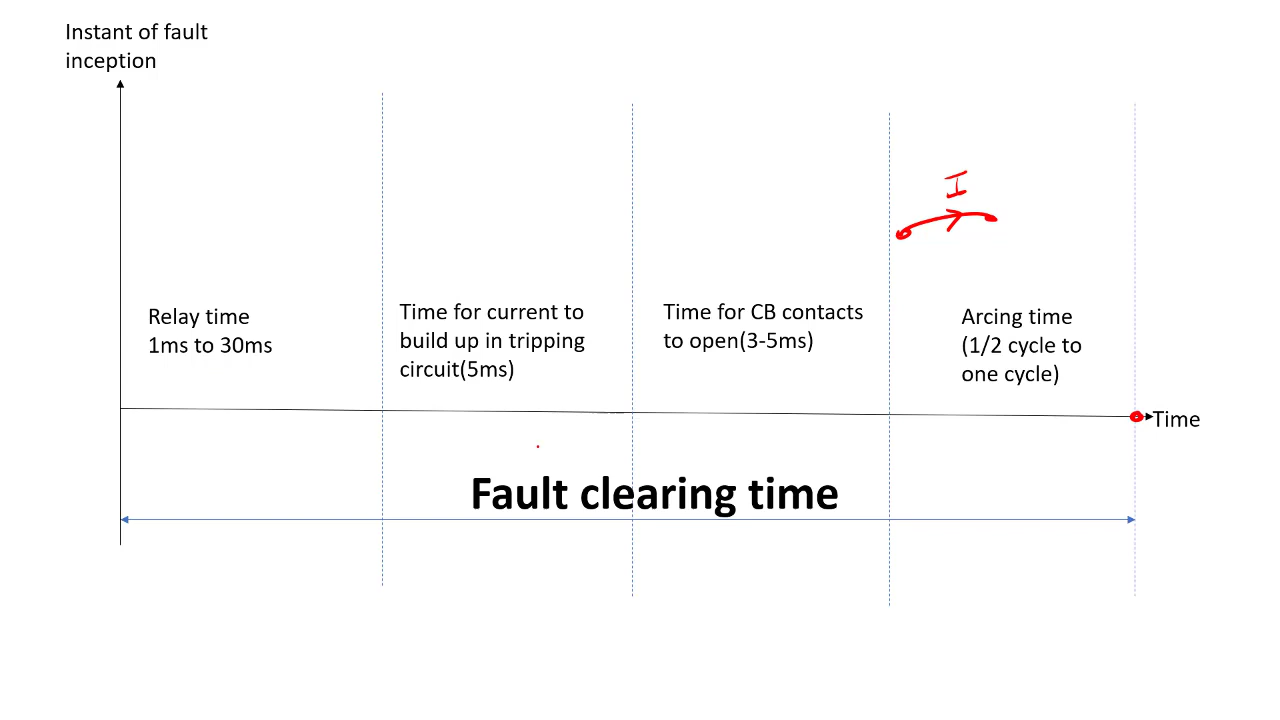 Instant of fault
inception
I
Relay time
1ms to 30ms
Time for current to
build up in tripping
circuit(5ms)
Time for CB contacts
to open(3-5ms)
Arcing time
(1/2 cycle to
one cycle)
Time
Fault clearing time